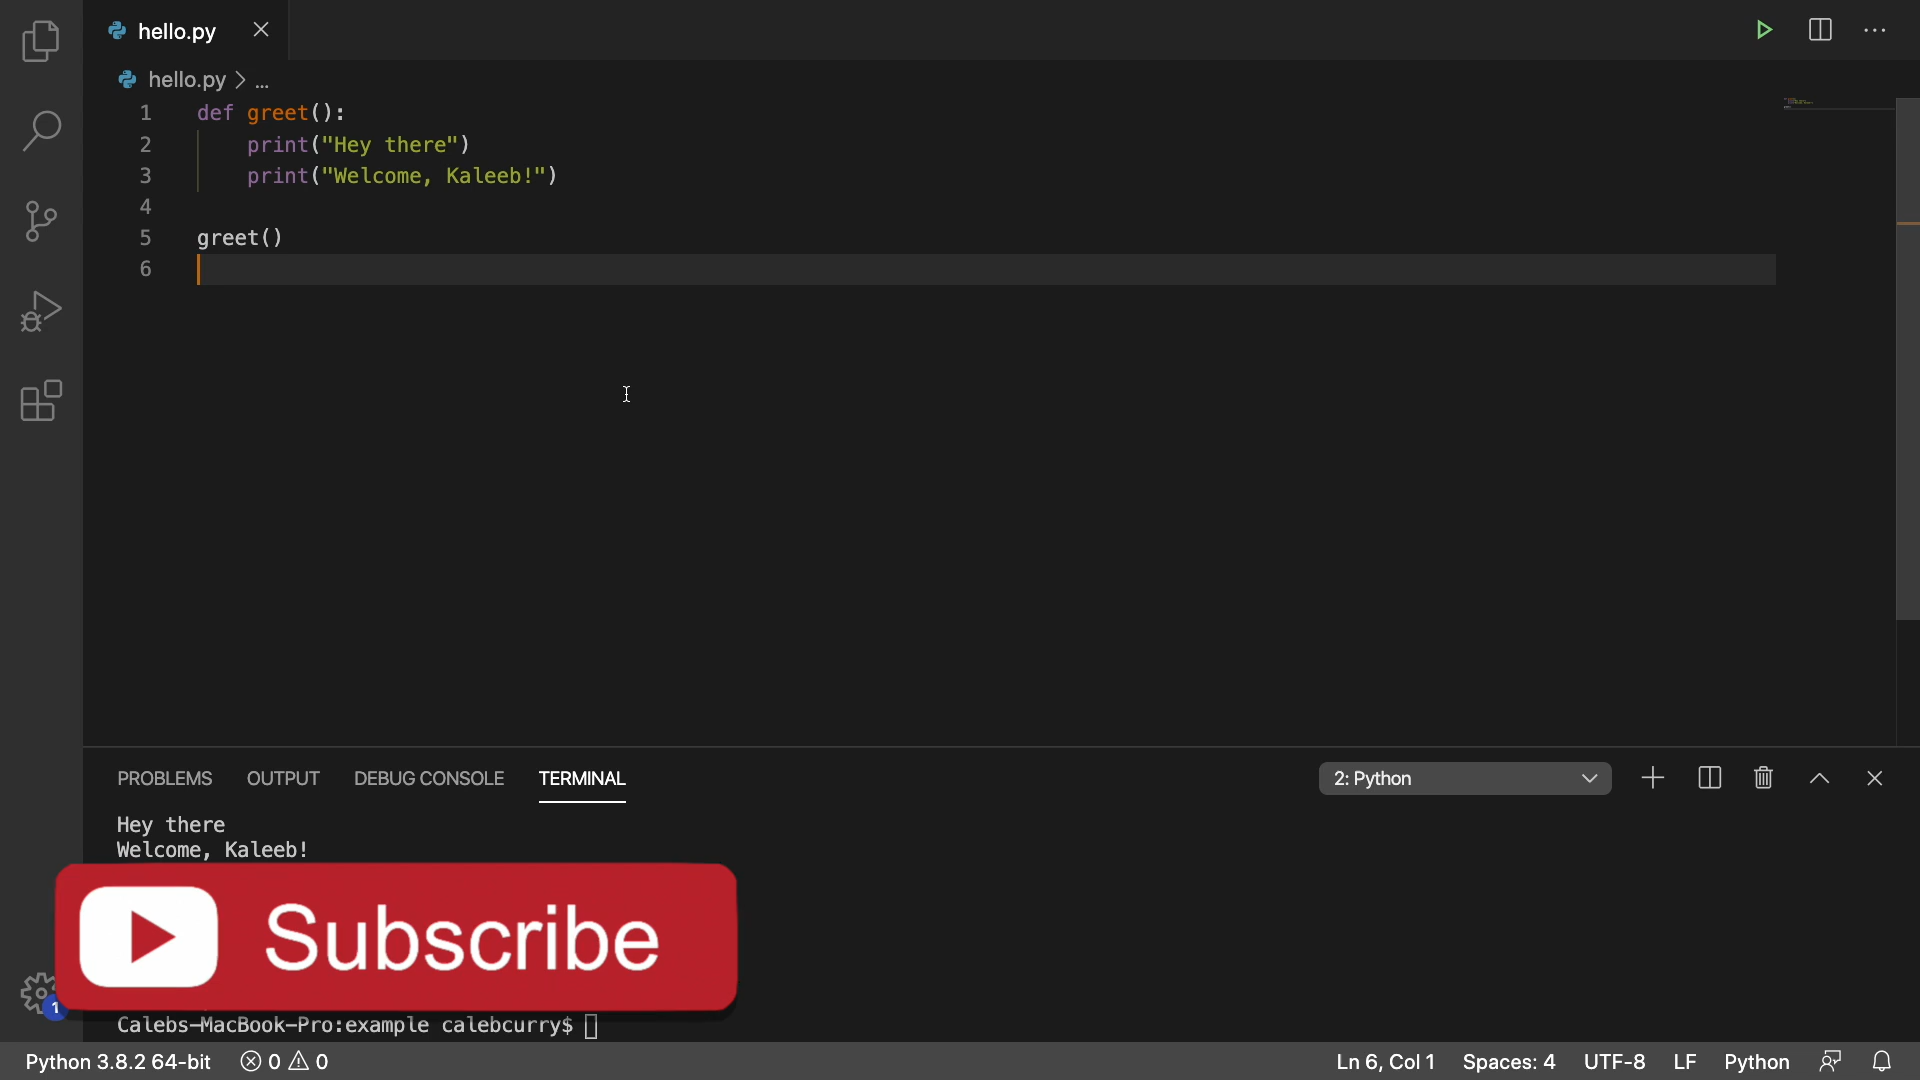 hello.py
hello.py > ...
1 def greet():
2     print("Hey there")
3     print("Welcome, Kaleeb!")
4
5 greet()
6
PROBLEMS OUTPUT DEBUG CONSOLE TERMINAL 2: Python
Hey there
Welcome, Kaleeb!
Subscribe
1
Calebs-MacBook-Pro:example calebcurry$
Python 3.8.2 64-bit 0 0 Ln 6, Col 1 Spaces: 4 UTF-8 LF Python